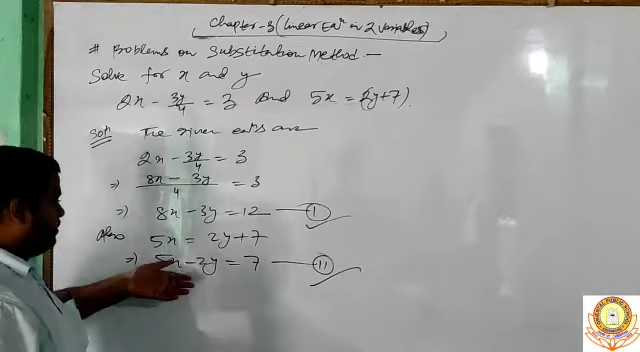 Chapter-3 (linear Eqn in 2 variables)
# Problems on Substitution Method -
Solve for x and y
2x - 3y/4 = 3 and 5x = (2y+7).
Soln The given eqns are
2x - 3y/4 = 3
=> 8x - 3y / 4 = 3
=> 8x - 3y = 12 — (I)
Also 5x = 2y + 7
=> 5x - 2y = 7 — (II)